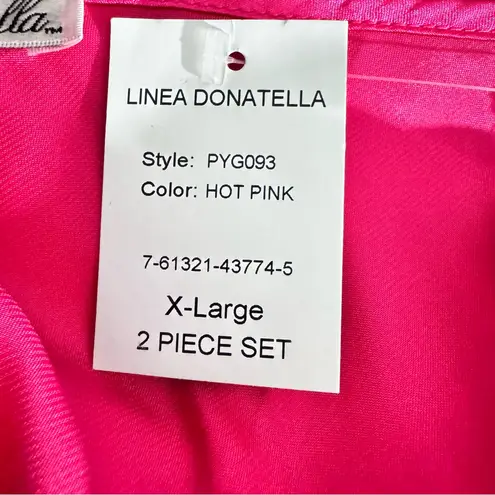 LINEA DONATELLA
Style: PYG093
Color: HOT PINK
7-61321-43774-5
X-Large
2 PIECE SET